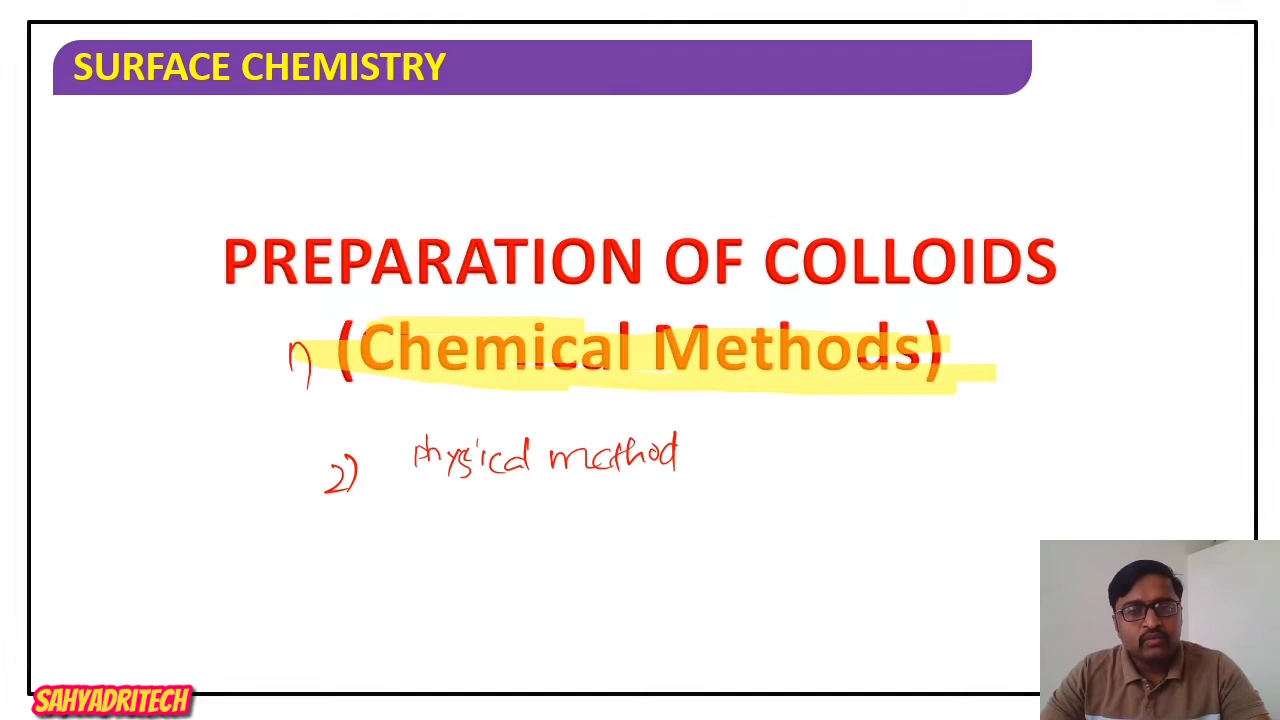 SURFACE CHEMISTRY
PREPARATION OF COLLOIDS
1) (Chemical Methods)
2) physical method
SAHYADRITECH